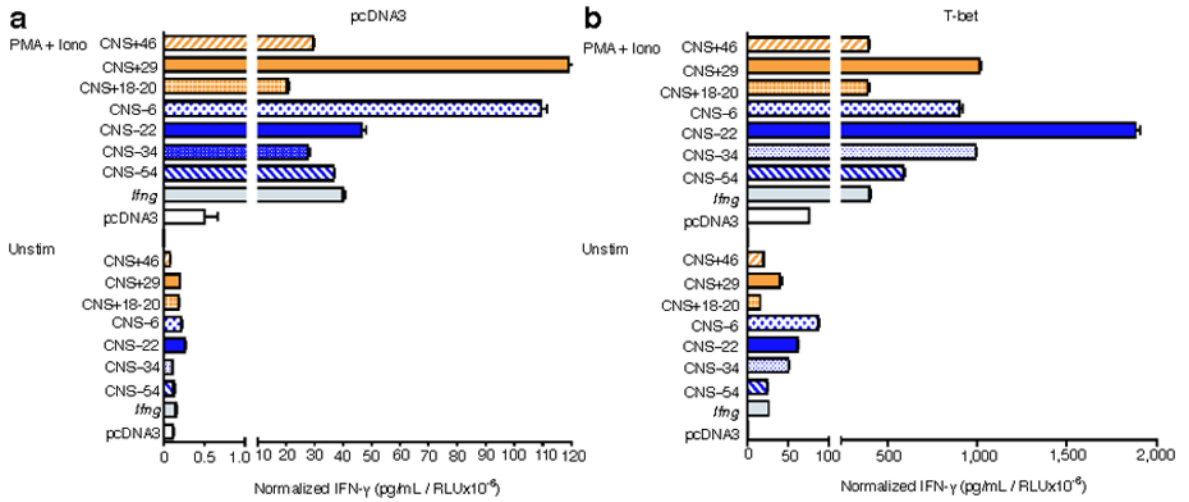 a
pcDNA3
PMA + Iono
CNS+46
CNS+29
CNS+18-20
CNS–6
CNS–22
CNS–34
CNS–54
Ifng
pcDNA3
Unstim
CNS+46
CNS+29
CNS+18-20
CNS–6
CNS–22
CNS–34
CNS–54
Ifng
pcDNA3
0 0.5 1.0 10 20 30 40 50 60 70 80 90 100 110 120
Normalized IFN-γ (pg/mL / RLUx10⁻⁶)
b
T-bet
PMA + Iono
CNS+46
CNS+29
CNS+18-20
CNS–6
CNS–22
CNS–34
CNS–54
Ifng
pcDNA3
Unstim
CNS+46
CNS+29
CNS+18-20
CNS–6
CNS–22
CNS–34
CNS–54
Ifng
pcDNA3
0 50 100 500 1,000 1,500 2,000
Normalized IFN-γ (pg/mL / RLUx10⁻⁶)